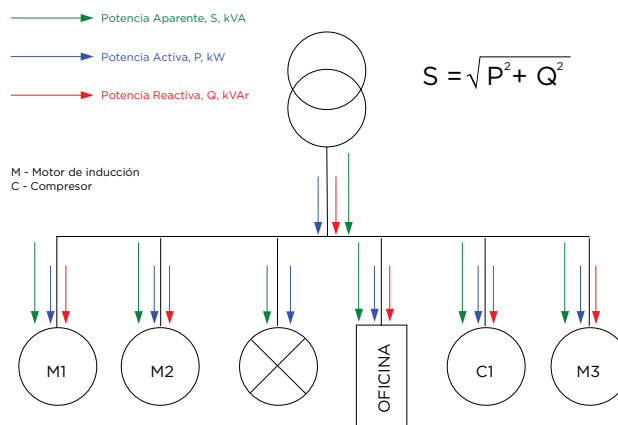 Potencia Aparente, S, kVA
Potencia Activa, P, kW
Potencia Reactiva, Q, kVAr
S = √P² + Q²
M - Motor de inducción
C - Compresor
M1
M2
OFICINA
C1
M3